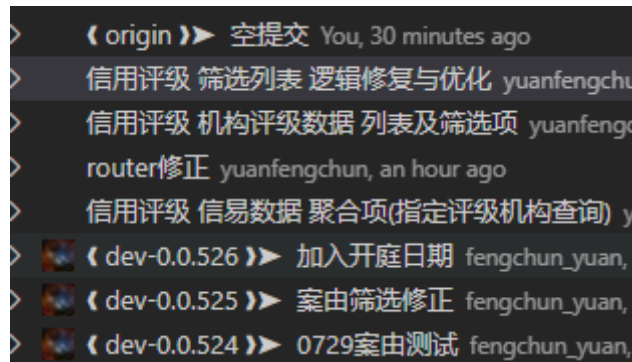 ❨ origin ❩➤ 空提交 You, 30 minutes ago
信用评级 筛选列表 逻辑修复与优化 yuanfengchu
信用评级 机构评级数据 列表及筛选项 yuanfengc
router修正 yuanfengchun, an hour ago
信用评级 信易数据 聚合项(指定评级机构查询) y
❨ dev-0.0.526 ❩➤ 加入开庭日期 fengchun_yuan,
❨ dev-0.0.525 ❩➤ 案由筛选修正 fengchun_yuan,
❨ dev-0.0.524 ❩➤ 0729案由测试 fengchun_yuan,